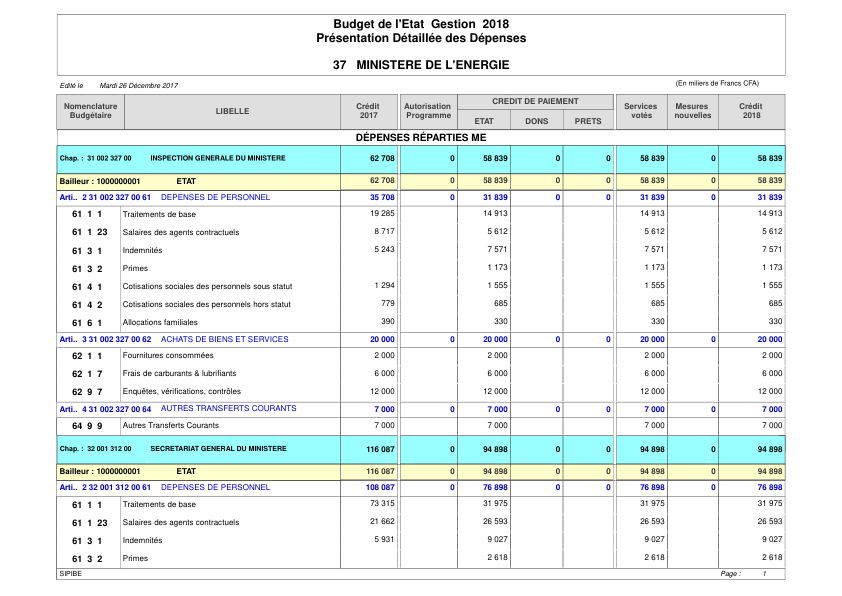 Budget de l'Etat Gestion 2018
Présentation Détaillée des Dépenses
37 MINISTERE DE L'ENERGIE
Edité le Mardi 26 Décembre 2017 (En miliers de Francs CFA)
Nomenclature Budgétaire LIBELLE Crédit 2017 Autorisation Programme CREDIT DE PAIEMENT ETAT DONS PRETS Services votés Mesures nouvelles Crédit 2018
DÉPENSES RÉPARTIES ME
Chap. : 31 002 327 00 INSPECTION GENERALE DU MINISTERE 62 708 0 58 839 0 0 58 839 0 58 839
Bailleur : 1000000001 ETAT 62 708 0 58 839 0 0 58 839 0 58 839
Arti.. 2 31 002 327 00 61 DEPENSES DE PERSONNEL 35 708 0 31 839 0 0 31 839 0 31 839
61 1 1 Traitements de base 19 285 14 913 14 913 14 913
61 1 23 Salaires des agents contractuels 8 717 5 612 5 612 5 612
61 3 1 Indemnités 5 243 7 571 7 571 7 571
61 3 2 Primes 1 173 1 173 1 173
61 4 1 Cotisations sociales des personnels sous statut 1 294 1 555 1 555 1 555
61 4 2 Cotisations sociales des personnels hors statut 779 685 685 685
61 6 1 Allocations familiales 390 330 330 330
Arti.. 3 31 002 327 00 62 ACHATS DE BIENS ET SERVICES 20 000 0 20 000 0 0 20 000 0 20 000
62 1 1 Fournitures consommées 2 000 2 000 2 000 2 000
62 1 7 Frais de carburants & lubrifiants 6 000 6 000 6 000 6 000
62 9 7 Enquêtes, vérifications, contrôles 12 000 12 000 12 000 12 000
Arti.. 4 31 002 327 00 64 AUTRES TRANSFERTS COURANTS 7 000 0 7 000 0 0 7 000 0 7 000
64 9 9 Autres Transferts Courants 7 000 7 000 7 000 7 000
Chap. : 32 001 312 00 SECRETARIAT GENERAL DU MINISTERE 116 087 0 94 898 0 0 94 898 0 94 898
Bailleur : 1000000001 ETAT 116 087 0 94 898 0 0 94 898 0 94 898
Arti.. 2 32 001 312 00 61 DEPENSES DE PERSONNEL 108 087 0 76 898 0 0 76 898 0 76 898
61 1 1 Traitements de base 73 315 31 975 31 975 31 975
61 1 23 Salaires des agents contractuels 21 662 26 593 26 593 26 593
61 3 1 Indemnités 5 931 9 027 9 027 9 027
61 3 2 Primes 2 618 2 618 2 618
SIPIBE Page : 1